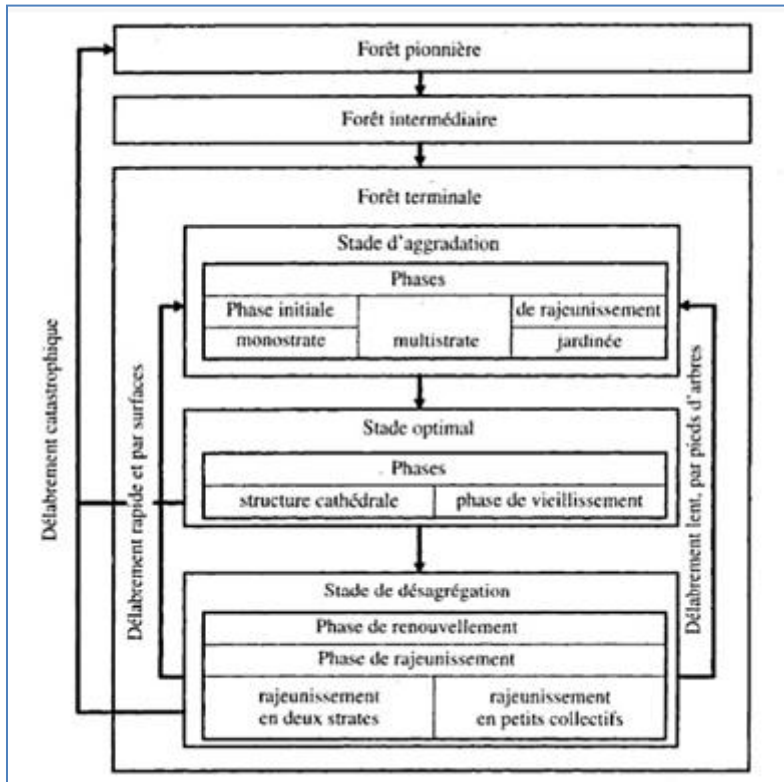 Forêt pionnière
Forêt intermédiaire
Forêt terminale
Stade d'aggradation
Phases
Phase initiale
de rajeunissement
monostrate
multistrate
jardinée
Stade optimal
Phases
structure cathédrale
phase de vieillissement
Stade de désagrégation
Phase de renouvellement
Phase de rajeunissement
rajeunissement
en deux strates
rajeunissement
en petits collectifs
Délabrement catastrophique
Délabrement rapide et par surfaces
Délabrement lent, par pieds d'arbres